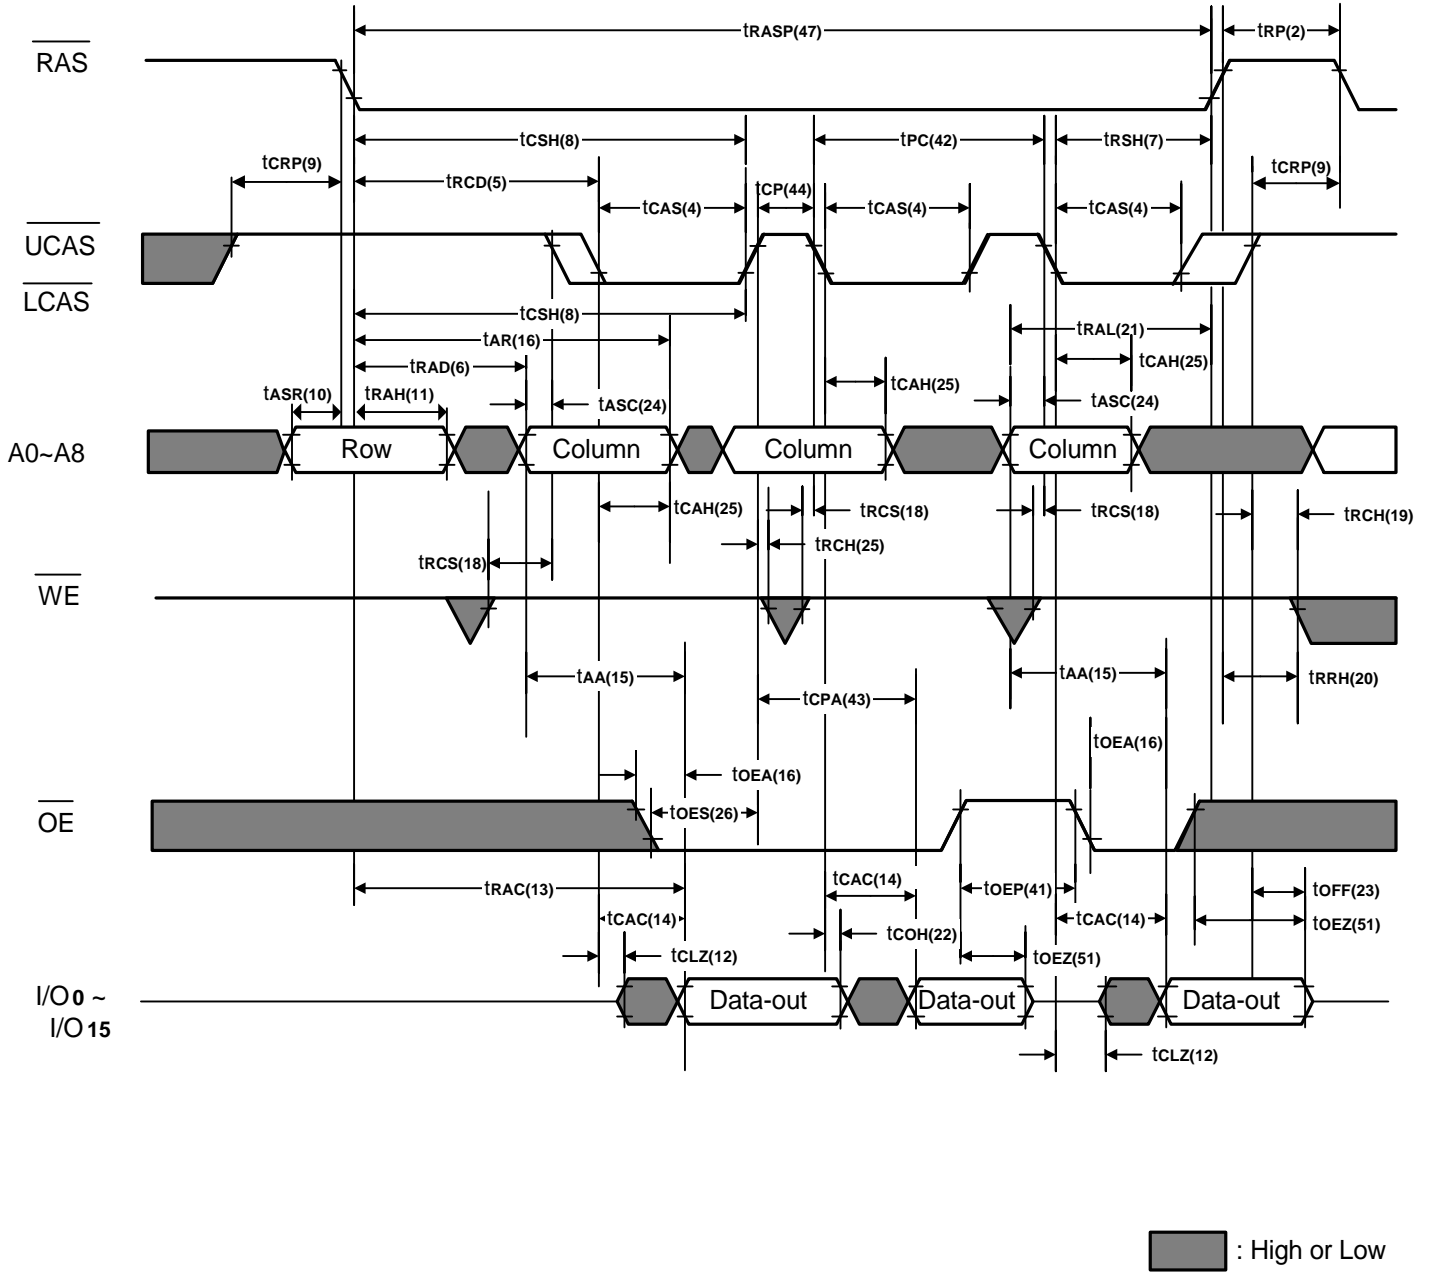 tRASP(47)
tRP(2)
RAS
tCSH(8)
tPC(42)
tRSH(7)
tCRP(9)
tRCD(5)
tCP(44)
tCRP(9)
tCAS(4)
tCAS(4)
tCAS(4)
UCAS
LCAS
tCSH(8)
tAR(16)
tRAL(21)
tRAD(6)
tCAH(25)
tASR(10)
tRAH(11)
tASC(24)
tCAH(25)
tASC(24)
A0~A8
Row
Column
Column
Column
tCAH(25)
tRCS(18)
tRCS(18)
tRCH(19)
tRCS(18)
tRCH(25)
WE
tAA(15)
tCPA(43)
tAA(15)
tRRH(20)
tOEA(16)
tOEA(16)
OE
tOES(26)
tRAC(13)
tCAC(14)
tOEP(41)
tOFF(23)
tCAC(14)
tCOH(22)
tCAC(14)
tOEZ(51)
tCLZ(12)
tOEZ(51)
I/O0 ~
I/O15
Data-out
Data-out
Data-out
tCLZ(12)
: High or Low